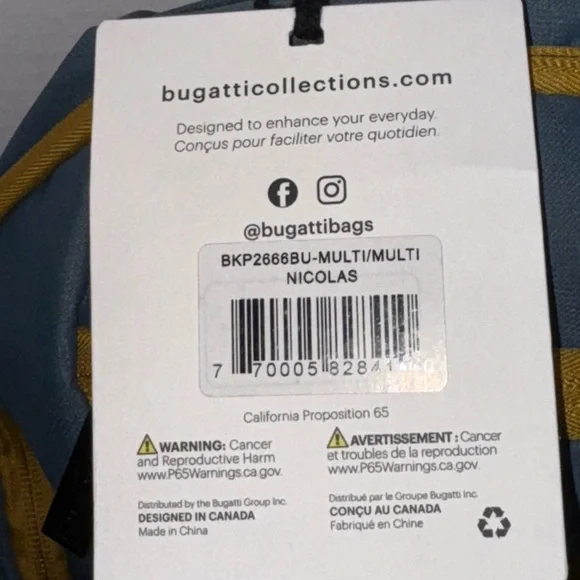 bugatticollections.com
Designed to enhance your everyday.
Conçus pour faciliter votre quotidien.
@bugattibags
BKP2666BU-MULTI/MULTI
NICOLAS
California Proposition 65
WARNING: Cancer
and Reproductive Harm
www.P65Warnings.ca.gov.
AVERTISSEMENT : Cancer
et troubles de la reproduction
www.P65Warnings.ca.gov.
Distributed by the Bugatti Group Inc.
DESIGNED IN CANADA
Made in China
Distribué par le Groupe Bugatti Inc.
CONÇU AU CANADA
Fabriqué en Chine